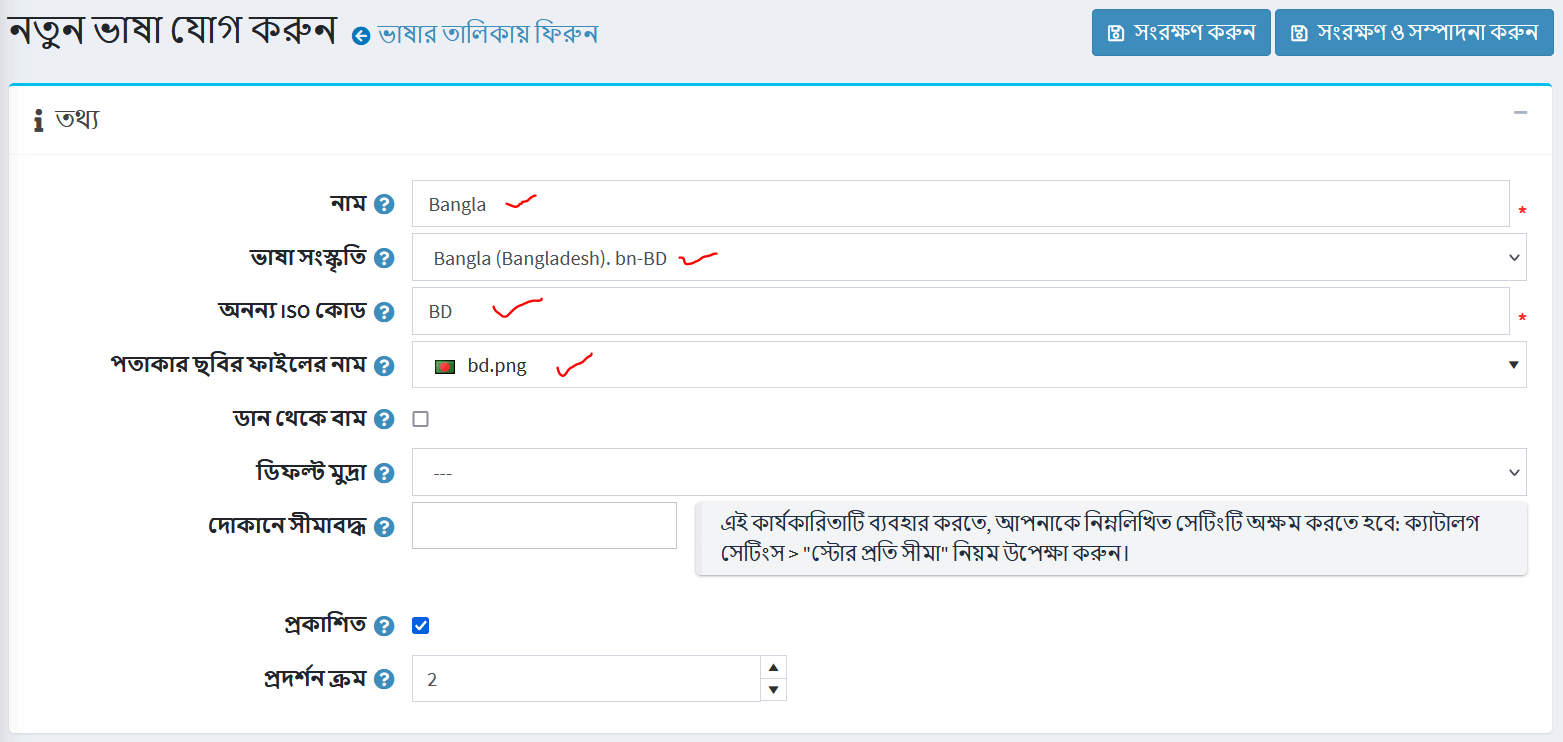 নতুন ভাষা যোগ করুন ভাষার তালিকায় ফিরুন সংরক্ষণ করুন সংরক্ষণ ও সম্পাদনা করুন
তথ্য
নাম Bangla *
ভাষা সংস্কৃতি Bangla (Bangladesh). bn-BD
অনন্য ISO কোড BD *
পতাকার ছবির ফাইলের নাম bd.png
ডান থেকে বাম
ডিফল্ট মুদ্রা ---
দোকানে সীমাবদ্ধ এই কার্যকারিতাটি ব্যবহার করতে, আপনাকে নিম্নলিখিত সেটিংটি অক্ষম করতে হবে: ক্যাটালগ
সেটিংস > "স্টোর প্রতি সীমা" নিয়ম উপেক্ষা করুন।
প্রকাশিত
প্রদর্শন ক্রম 2